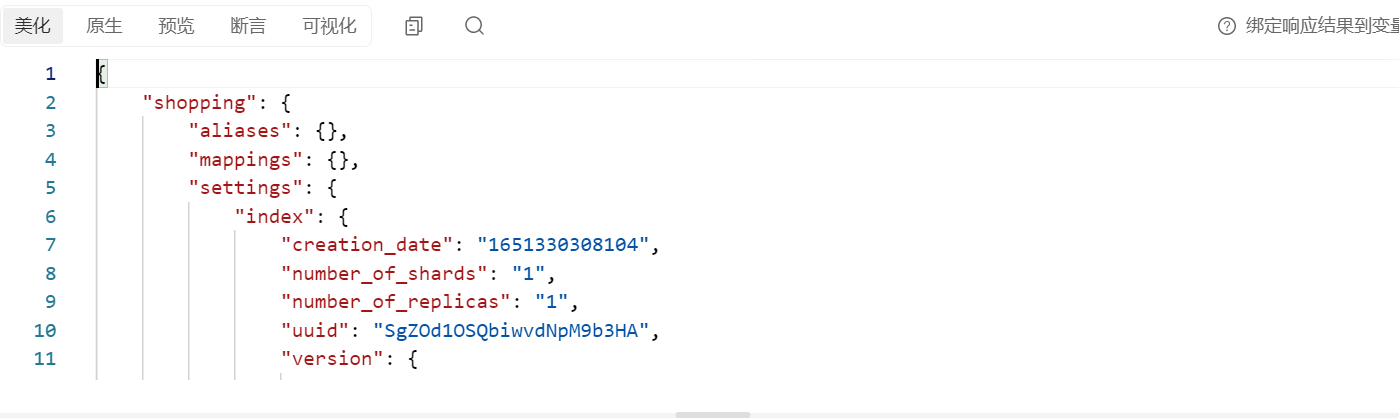 美化 原生 预览 断言 可视化 绑定响应结果到变量
1 {
2 "shopping": {
3 "aliases": {},
4 "mappings": {},
5 "settings": {
6 "index": {
7 "creation_date": "1651330308104",
8 "number_of_shards": "1",
9 "number_of_replicas": "1",
10 "uuid": "SgZOd1OSQbiwvdNpM9b3HA",
11 "version": {